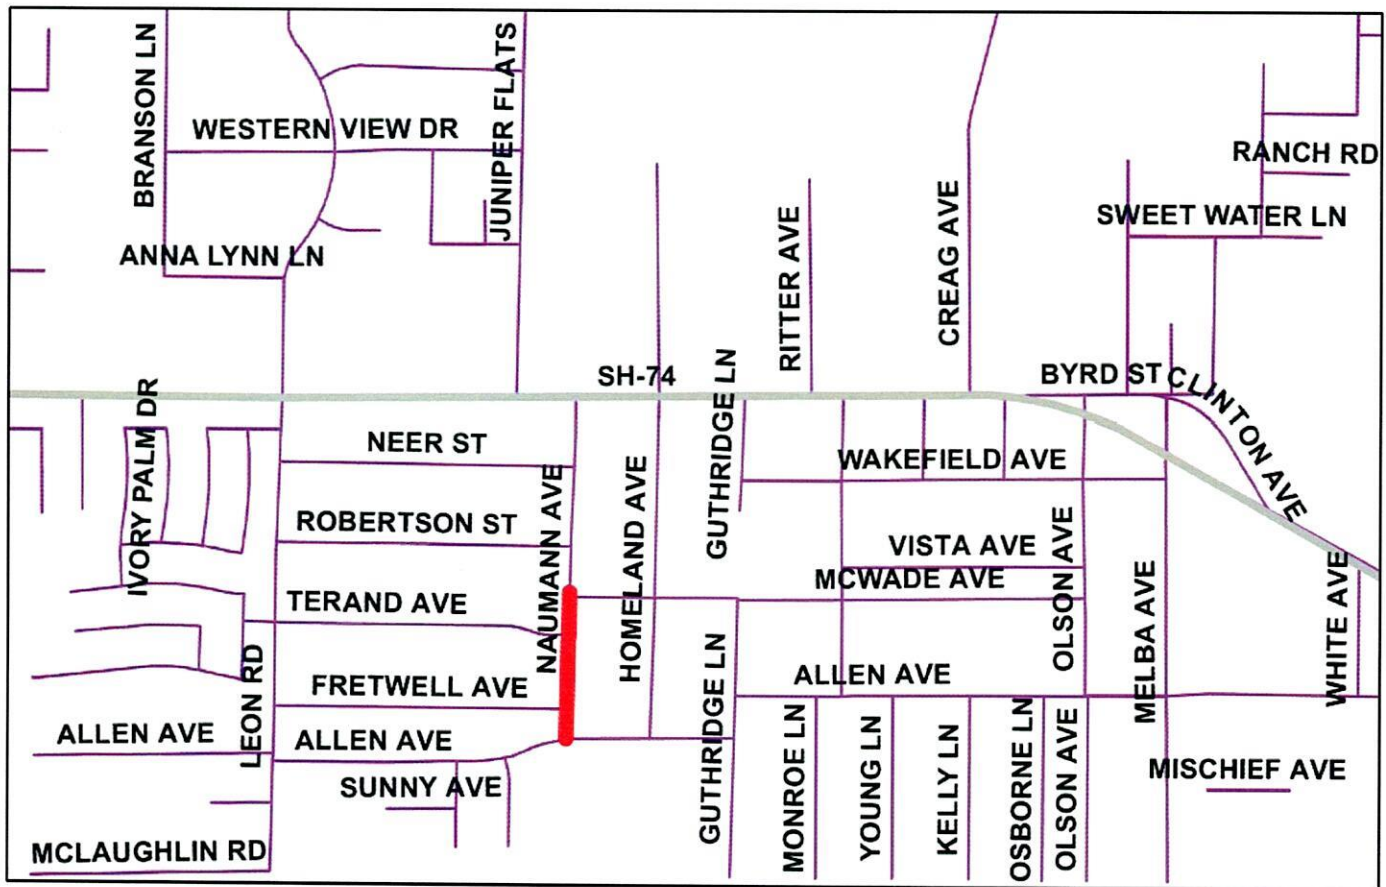 BRANSON LN
JUNIPER FLATS
WESTERN VIEW DR
RANCH RD
SWEET WATER LN
ANNA LYNN LN
RITTER AVE
CREAG AVE
SH-74
BYRD ST
CLINTON AVE
IVORY PALM DR
GUTHRIDGE LN
NEER ST
WAKEFIELD AVE
NAUMANN AVE
HOMELAND AVE
ROBERTSON ST
OLSON AVE
VISTA AVE
MCWADE AVE
MELBA AVE
WHITE AVE
TERAND AVE
LEON RD
GUTHRIDGE LN
FRETWELL AVE
ALLEN AVE
ALLEN AVE
ALLEN AVE
MONROE LN
YOUNG LN
KELLY LN
OSBORNE LN
OLSON AVE
MISCHIEF AVE
SUNNY AVE
MCLAUGHLIN RD